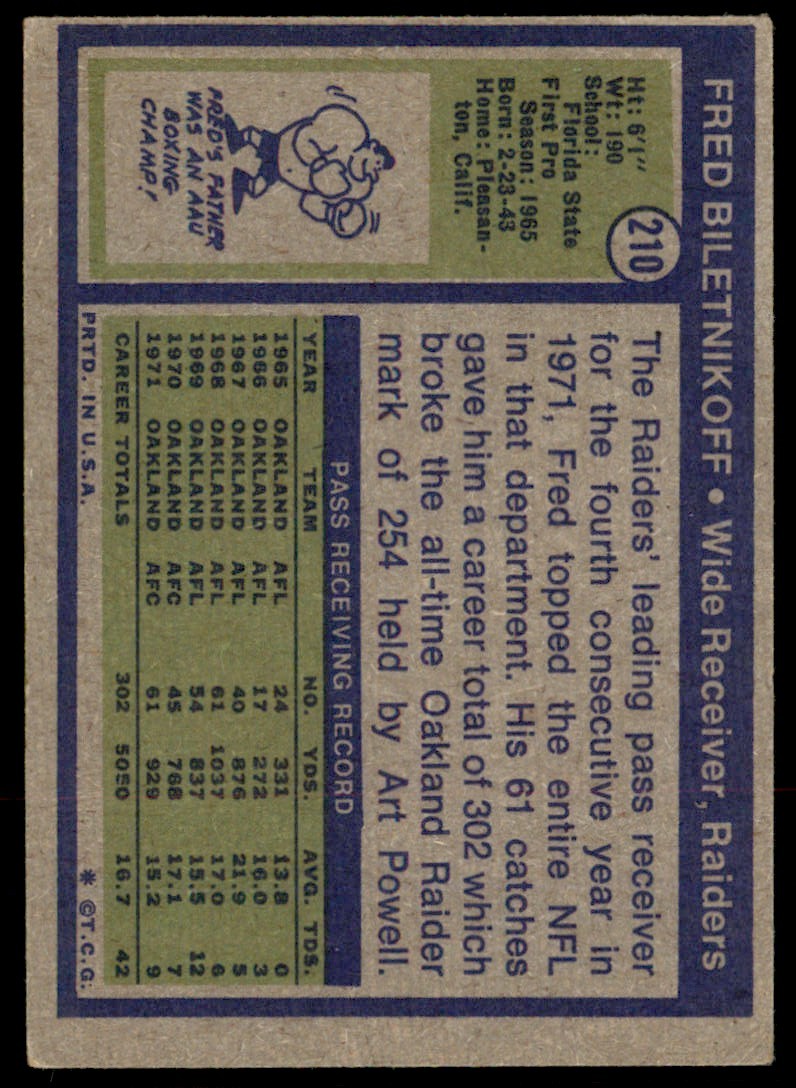 FRED BILETNIKOFF • Wide Receiver, Raiders
210
Ht: 6'1"
Wt: 190
School:
Florida State
First Pro
Season: 1965
Born: 2-23-43
Home: Pleasan-
ton, Calif.
FRED'S FATHER
WAS AN AAU
BOXING
CHAMP!
The Raiders' leading pass receiver
for the fourth consecutive year in
1971, Fred topped the entire NFL
in that department. His 61 catches
gave him a career total of 302 which
broke the all-time Oakland Raider
mark of 254 held by Art Powell.
PASS RECEIVING RECORD
YEAR TEAM NO. YDS. AVG. TDS.
1965 OAKLAND AFL 24 331 13.8 0
1966 OAKLAND AFL 17 272 16.0 3
1967 OAKLAND AFL 40 876 21.9 5
1968 OAKLAND AFL 61 1037 17.0 6
1969 OAKLAND AFL 54 837 15.5 12
1970 OAKLAND AFC 45 768 17.1 7
1971 OAKLAND AFC 61 929 15.2 9
CAREER TOTALS 302 5050 16.7 42
PRTD. IN U.S.A. * ©T.C.G.